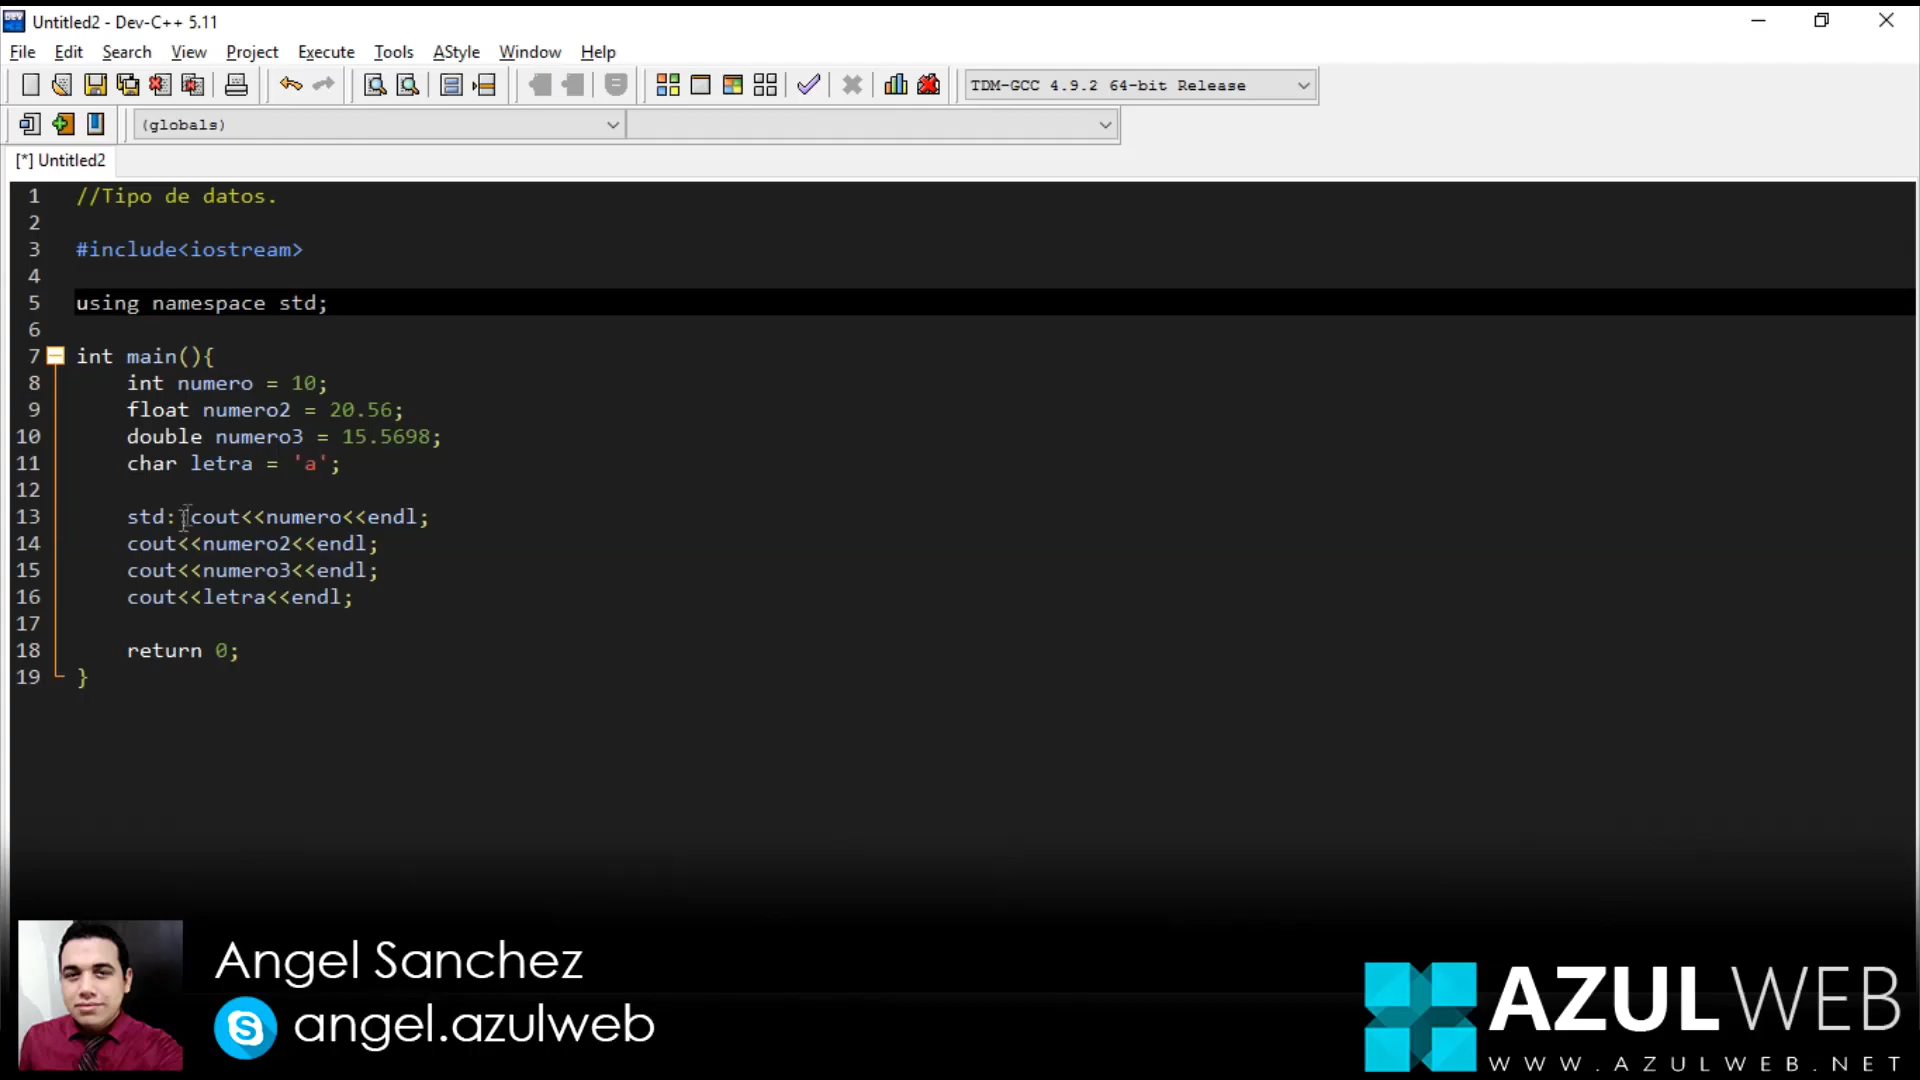 Untitled2 - Dev-C++ 5.11
File Edit Search View Project Execute Tools AStyle Window Help
TDM-GCC 4.9.2 64-bit Release
(globals)
[*] Untitled2
1 //Tipo de datos.
2
3 #include<iostream>
4
5 using namespace std;
6
7 int main(){
8 int numero = 10;
9 float numero2 = 20.56;
10 double numero3 = 15.5698;
11 char letra = 'a';
12
13 std::cout<<numero<<endl;
14 cout<<numero2<<endl;
15 cout<<numero3<<endl;
16 cout<<letra<<endl;
17
18 return 0;
19 }
Angel Sanchez
angel.azulweb
AZULWEB
WWW.AZULWEB.NET